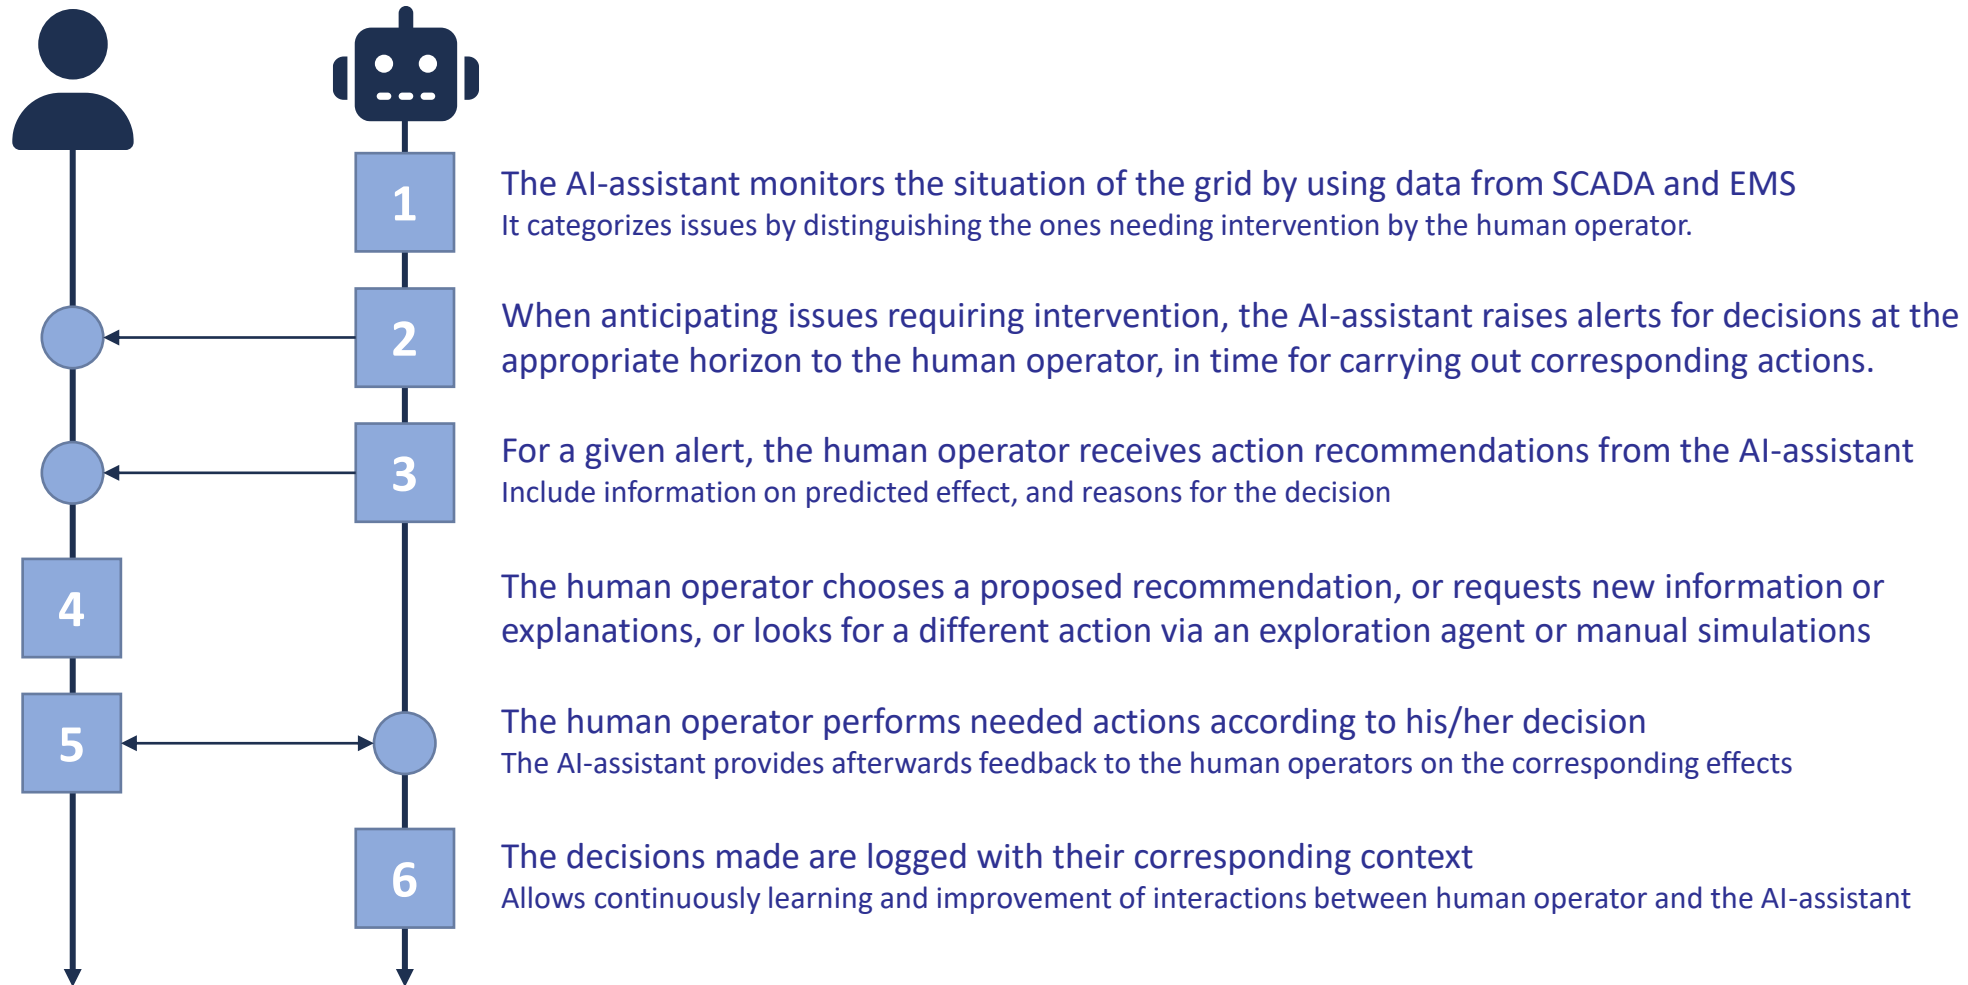 1
The AI-assistant monitors the situation of the grid by using data from SCADA and EMS
It categorizes issues by distinguishing the ones needing intervention by the human operator.
2
When anticipating issues requiring intervention, the AI-assistant raises alerts for decisions at the
appropriate horizon to the human operator, in time for carrying out corresponding actions.
3
For a given alert, the human operator receives action recommendations from the AI-assistant
Include information on predicted effect, and reasons for the decision
4
The human operator chooses a proposed recommendation, or requests new information or
explanations, or looks for a different action via an exploration agent or manual simulations
5
The human operator performs needed actions according to his/her decision
The AI-assistant provides afterwards feedback to the human operators on the corresponding effects
6
The decisions made are logged with their corresponding context
Allows continuously learning and improvement of interactions between human operator and the AI-assistant